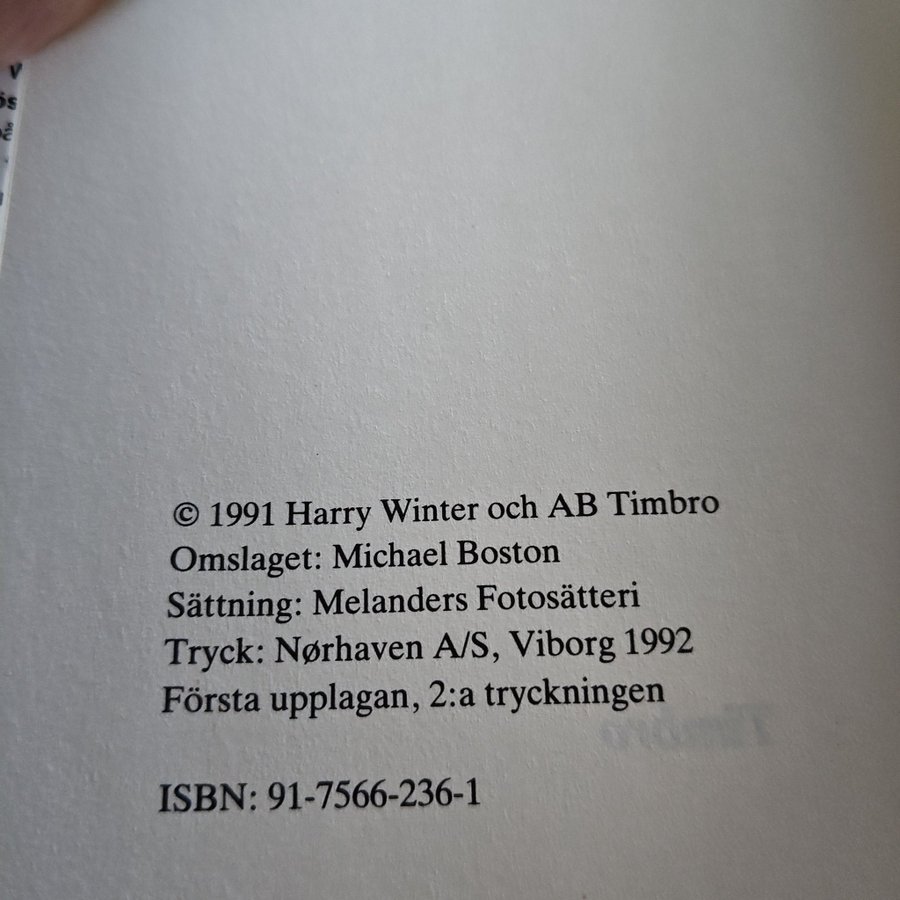 © 1991 Harry Winter och AB Timbro
Omslaget: Michael Boston
Sättning: Melanders Fotosätteri
Tryck: Nørhaven A/S, Viborg 1992
Första upplagan, 2:a tryckningen
Timbro
ISBN: 91-7566-236-1